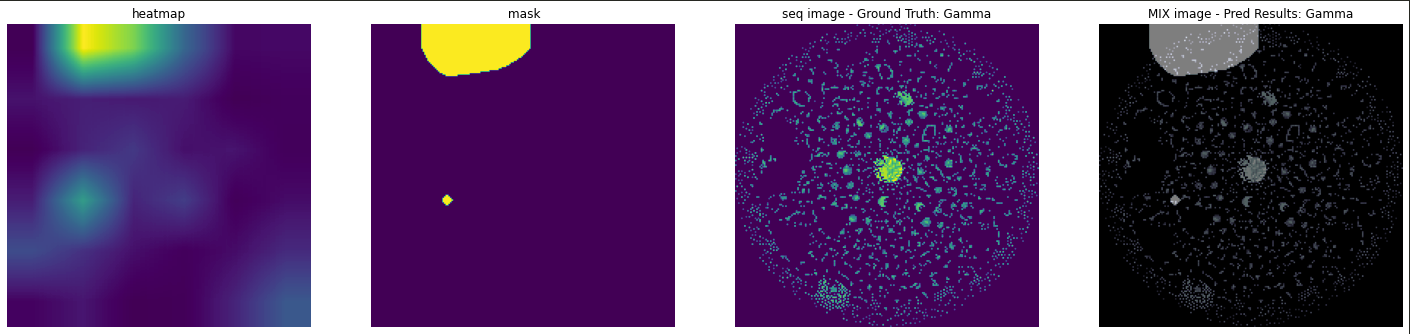 heatmap
mask
seq image - Ground Truth: Gamma
MIX image - Pred Results: Gamma